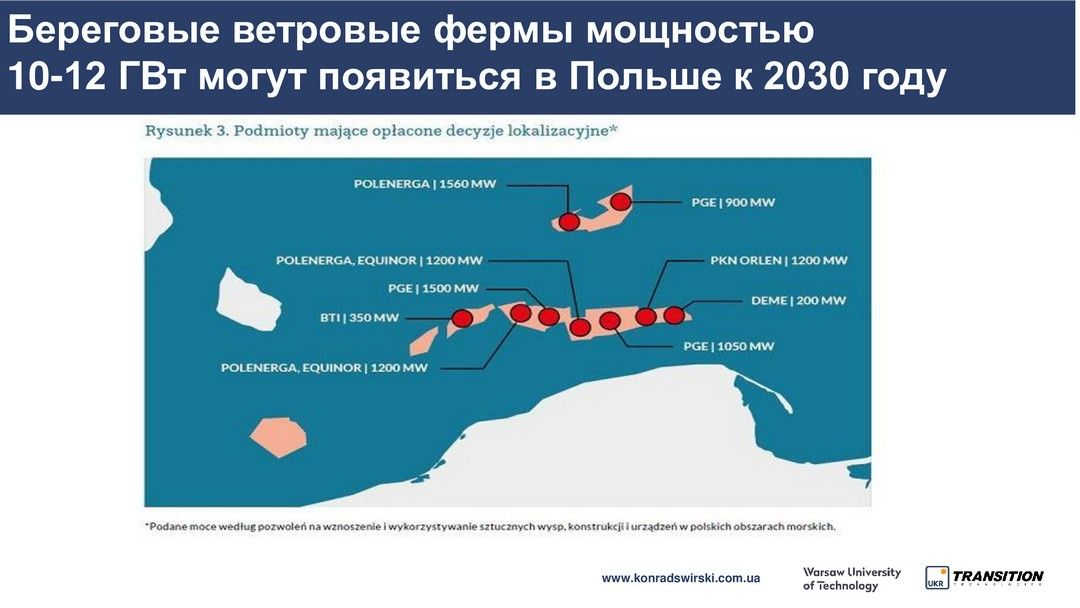 Береговые ветровые фермы мощностью
10-12 ГВт могут появиться в Польше к 2030 году
Rysunek 3. Podmioty mające opłacone decyzje lokalizacyjne*
POLENERGA | 1560 MW
PGE | 900 MW
POLENERGA, EQUINOR | 1200 MW
PKN ORLEN | 1200 MW
PGE | 1500 MW
DEME | 200 MW
BTI | 350 MW
PGE | 1050 MW
POLENERGA, EQUINOR | 1200 MW
*Podane moce według pozwoleń na wznoszenie i wykorzystywanie sztucznych wysp, konstrukcji i urządzeń w polskich obszarach morskich.
www.konradswirski.com.ua
Warsaw University
of Technology
UKR
TRANSITION
TECHNOLOGIES